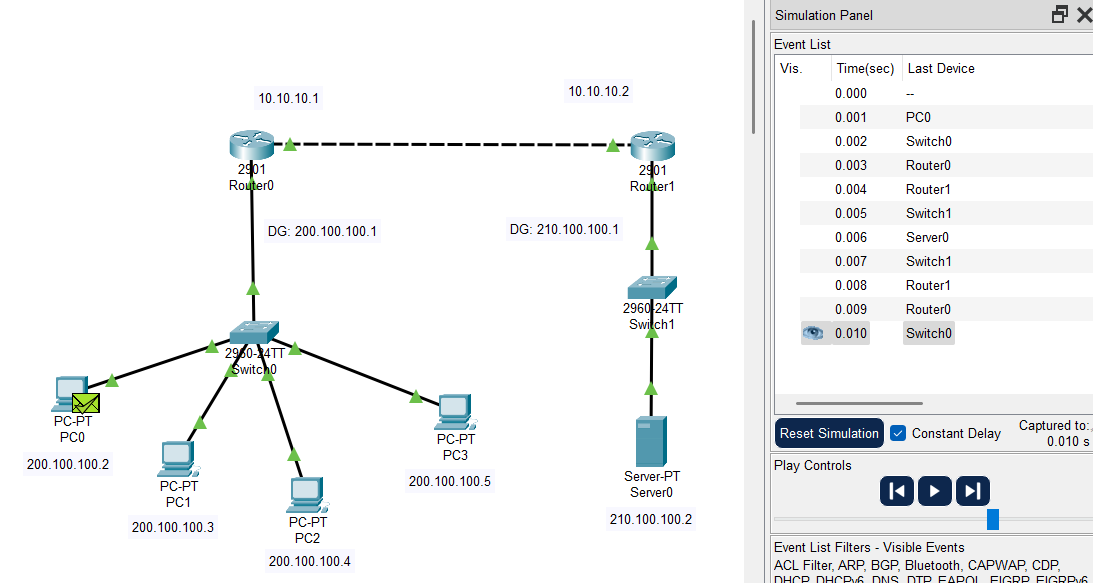 10.10.10.1
10.10.10.2
2901
Router0
2901
Router1
DG: 200.100.100.1
DG: 210.100.100.1
2960-24TT
Switch0
2960-24TT
Switch1
PC-PT
PC0
200.100.100.2
PC-PT
PC1
200.100.100.3
PC-PT
PC2
200.100.100.4
PC-PT
PC3
200.100.100.5
Server-PT
Server0
210.100.100.2
Simulation Panel
Event List
Vis. Time(sec) Last Device
0.000 --
0.001 PC0
0.002 Switch0
0.003 Router0
0.004 Router1
0.005 Switch1
0.006 Server0
0.007 Switch1
0.008 Router1
0.009 Router0
0.010 Switch0
Reset Simulation Constant Delay Captured to:
0.010 s
Play Controls
Event List Filters - Visible Events
ACL Filter, ARP, BGP, Bluetooth, CAPWAP, CDP,
DHCP, DHCPv6, DNS, DTP, EAPOL, EIGRP, EIGRPv6